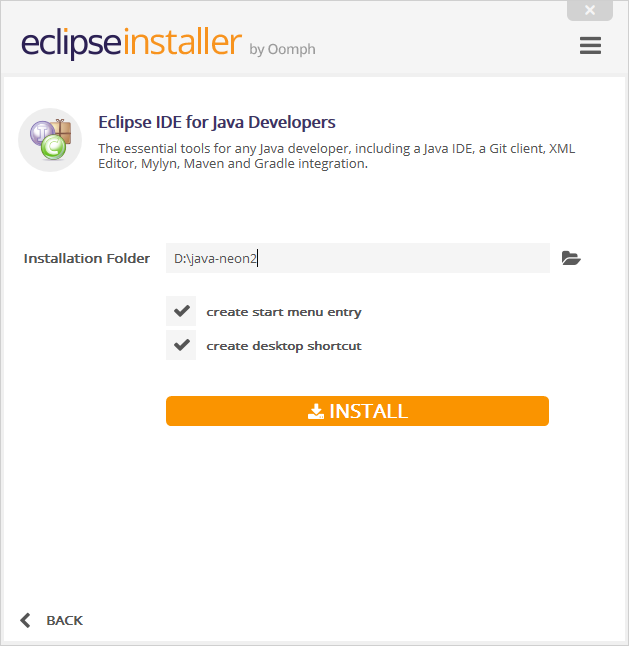 eclipseinstaller by Oomph
Eclipse IDE for Java Developers
The essential tools for any Java developer, including a Java IDE, a Git client, XML
Editor, Mylyn, Maven and Gradle integration.
Installation Folder D:\java-neon2
create start menu entry
create desktop shortcut
INSTALL
BACK